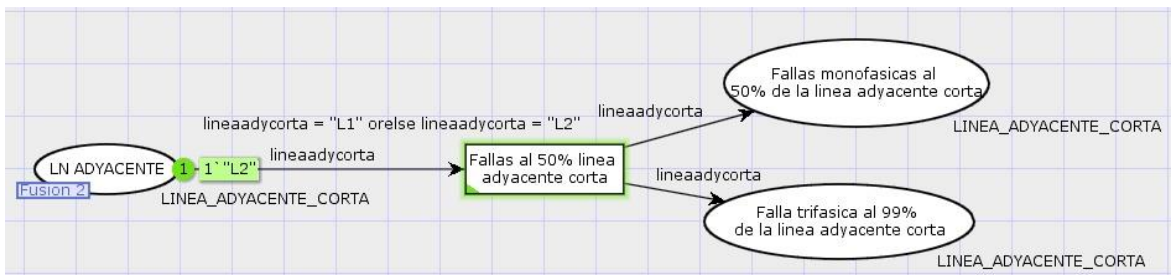 Fallas monofasicas al
50% de la linea adyacente corta
LINEA_ADYACENTE_CORTA
lineaadycorta
lineaadycorta = "L1" orelse lineaadycorta = "L2"
LN ADYACENTE
1
1`"L2"
lineaadycorta
Fusion 2
LINEA_ADYACENTE_CORTA
Fallas al 50% linea
adyacente corta
lineaadycorta
Falla trifasica al 99%
de la linea adyacente corta
LINEA_ADYACENTE_CORTA